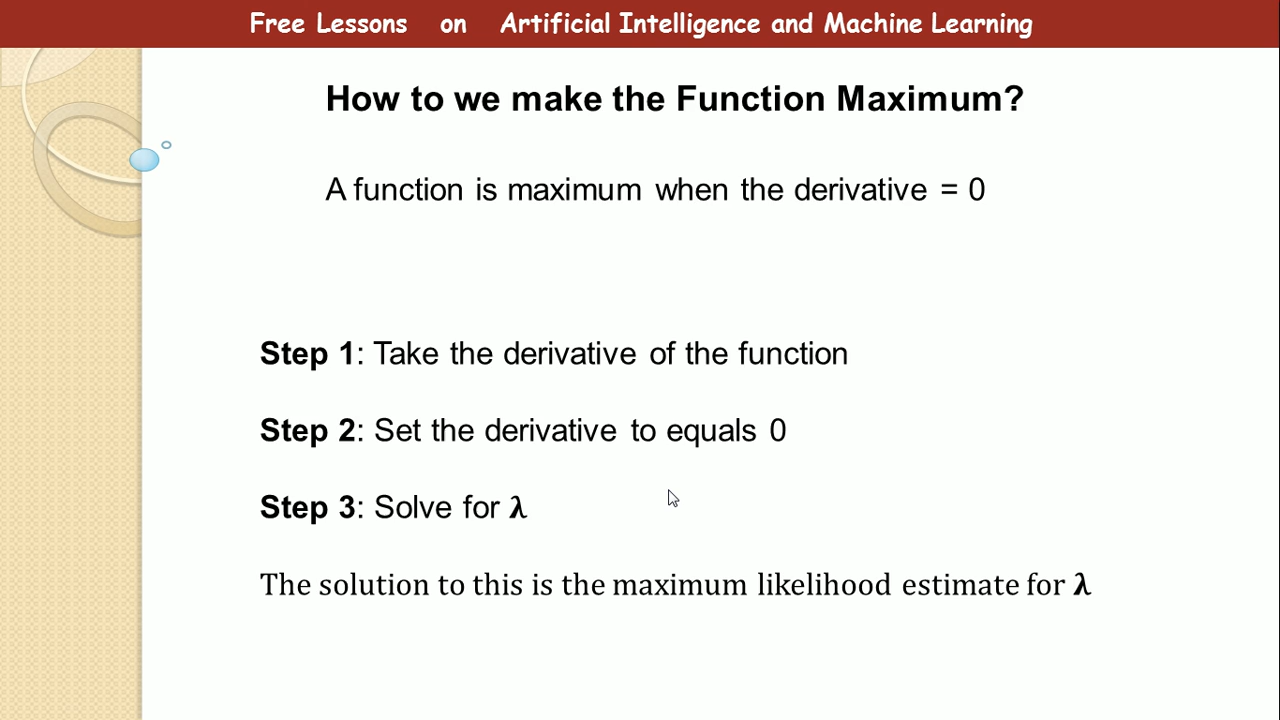 Free Lessons on Artificial Intelligence and Machine Learning
How to we make the Function Maximum?
A function is maximum when the derivative = 0
Step 1: Take the derivative of the function
Step 2: Set the derivative to equals 0
Step 3: Solve for λ
The solution to this is the maximum likelihood estimate for λ